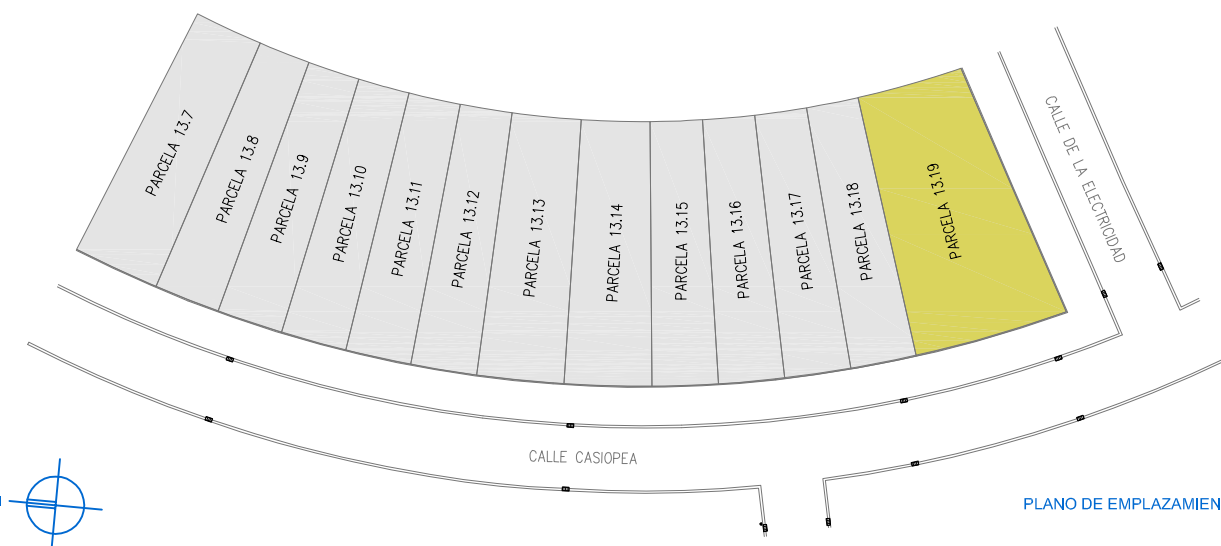 PARCELA 13.7
PARCELA 13.8
PARCELA 13.9
PARCELA 13.10
PARCELA 13.11
PARCELA 13.12
PARCELA 13.13
PARCELA 13.14
PARCELA 13.15
PARCELA 13.16
PARCELA 13.17
PARCELA 13.18
PARCELA 13.19
CALLE DE LA ELECTRICIDAD
CALLE CASIOPEA
PLANO DE EMPLAZAMIEN